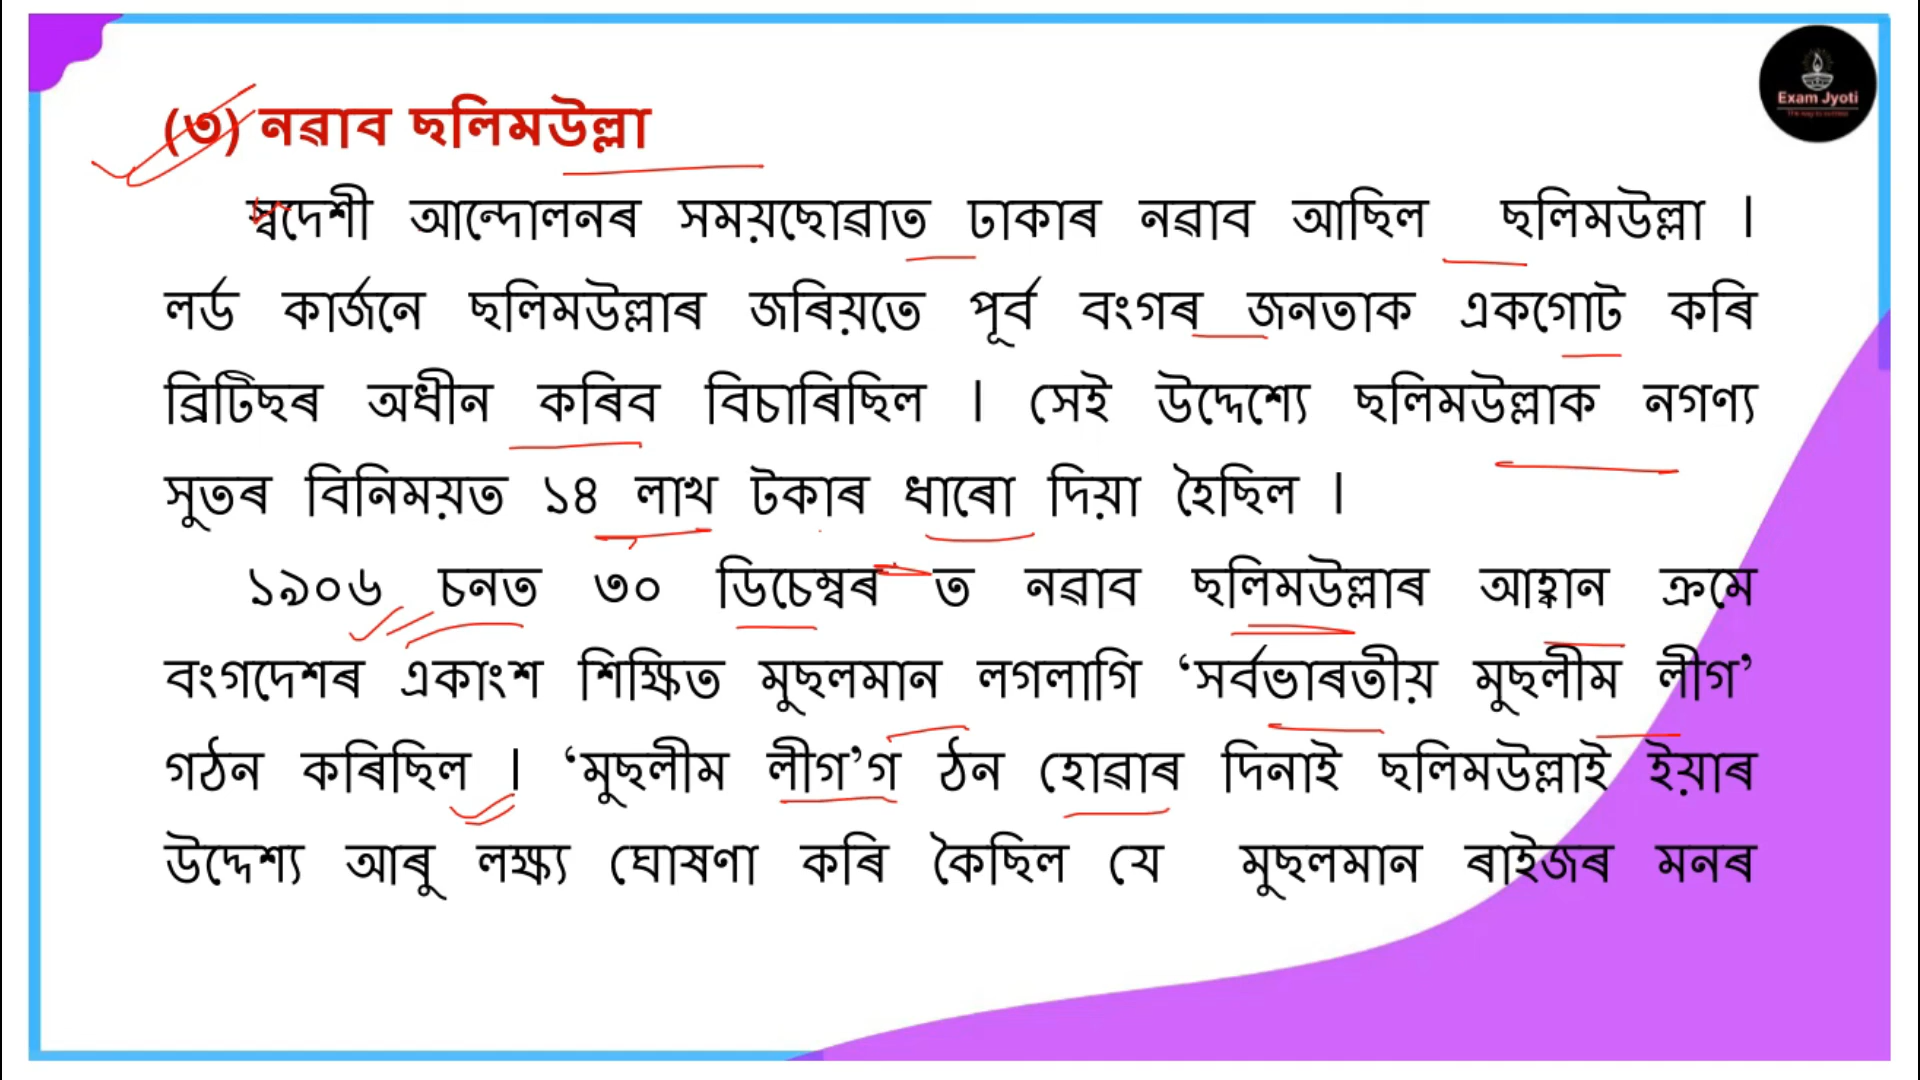 Exam Jyoti
(৩) নৱাব ছলিমউল্লা
স্বদেশী আন্দোলনৰ সময়ছোৱাত ঢাকাৰ নৱাব আছিল ছলিমউল্লা ।
লৰ্ড কাৰ্জনে ছলিমউল্লাৰ জৰিয়তে পূৰ্ব বংগৰ জনতাক একগোট কৰি
ব্ৰিটিছৰ অধীন কৰিব বিচাৰিছিল । সেই উদ্দেশ্যে ছলিমউল্লাক নগণ্য
সুতৰ বিনিময়ত ১৪ লাখ টকাৰ ধাৰো দিয়া হৈছিল ।
১৯০৬ চনত ৩০ ডিচেম্বৰ ত নৱাব ছলিমউল্লাৰ আহ্বান ক্ৰমে
বংগদেশৰ একাংশ শিক্ষিত মুছলমান লগলাগি ‘সৰ্বভাৰতীয় মুছলীম লীগ’
গঠন কৰিছিল । ‘মুছলীম লীগ’গ ঠন হোৱাৰ দিনাই ছলিমউল্লাই ইয়াৰ
উদ্দেশ্য আৰু লক্ষ্য ঘোষণা কৰি কৈছিল যে মুছলমান ৰাইজৰ মনৰ